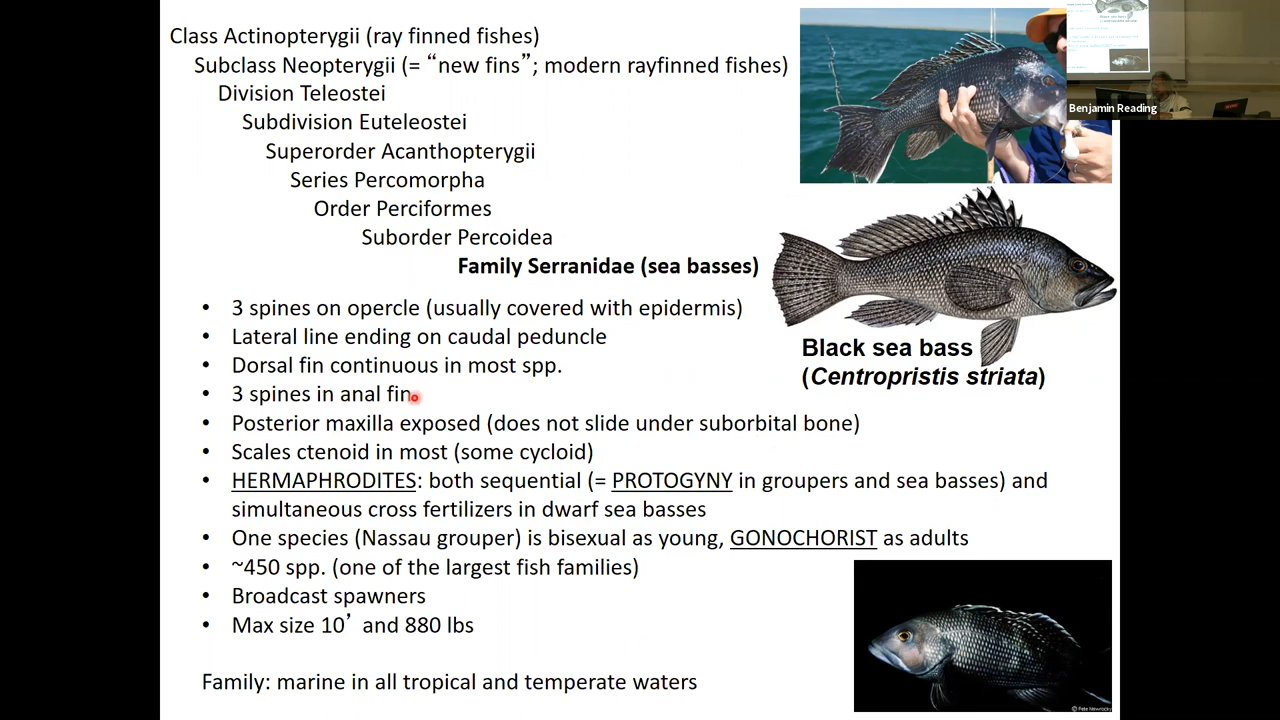 Class Actinopterygii (ray finned fishes)
Subclass Neopterygii (= “new fins”; modern rayfinned fishes)
Division Teleostei
Subdivision Euteleostei
Superorder Acanthopterygii
Series Percomorpha
Order Perciformes
Suborder Percoidea
Family Serranidae (sea basses)
• 3 spines on opercle (usually covered with epidermis)
• Lateral line ending on caudal peduncle
• Dorsal fin continuous in most spp.
• 3 spines in anal fin
• Posterior maxilla exposed (does not slide under suborbital bone)
• Scales ctenoid in most (some cycloid)
• HERMAPHRODITES: both sequential (= PROTOGYNY in groupers and sea basses) and
simultaneous cross fertilizers in dwarf sea basses
• One species (Nassau grouper) is bisexual as young, GONOCHORIST as adults
• ~450 spp. (one of the largest fish families)
• Broadcast spawners
• Max size 10’ and 880 lbs
Family: marine in all tropical and temperate waters
Benjamin Reading
Black sea bass
(Centropristis striata)